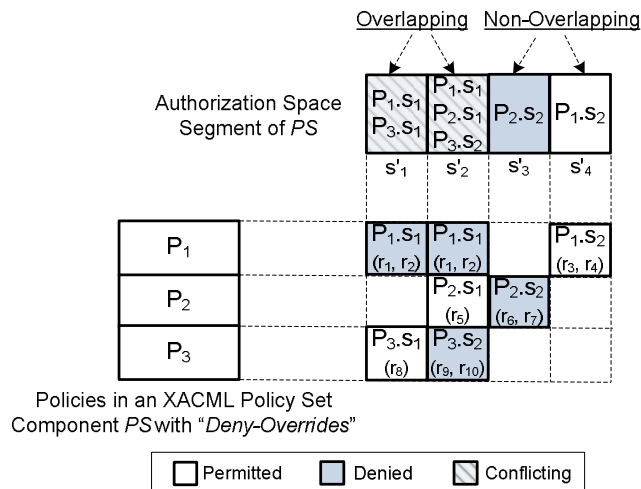 Overlapping Non-Overlapping
Authorization Space
Segment of PS
P1.s1
P3.s1
P1.s1
P2.s1
P3.s2
P2.s2
P1.s2
s'1 s'2 s'3 s'4
P1
P1.s1
(r1, r2)
P1.s1
(r1, r2)
P1.s2
(r3, r4)
P2
P2.s1
(r5)
P2.s2
(r6, r7)
P3
P3.s1
(r8)
P3.s2
(r9, r10)
Policies in an XACML Policy Set
Component PS with “Deny-Overrides”
Permitted Denied Conflicting